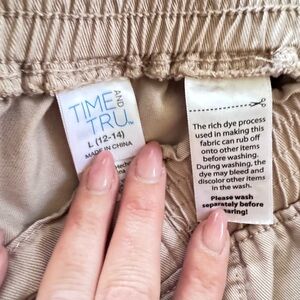 TIME
AND
TRU™
L (12-14)
MADE IN CHINA
The rich dye process
used in making this
fabric can rub off
onto other items
before washing.
During washing, the
dye may bleed and
discolor other items
in the wash.
Please wash
separately before